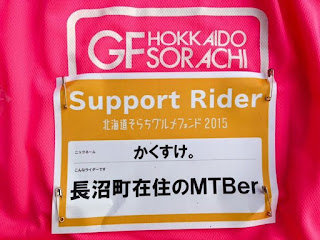 GF HOKKAIDO
SORACHI
Support Rider
北海道そらちグルメフォンド2015
ニックネーム
かくすけ。
こんなライダーです
長沼町在住のMTBer